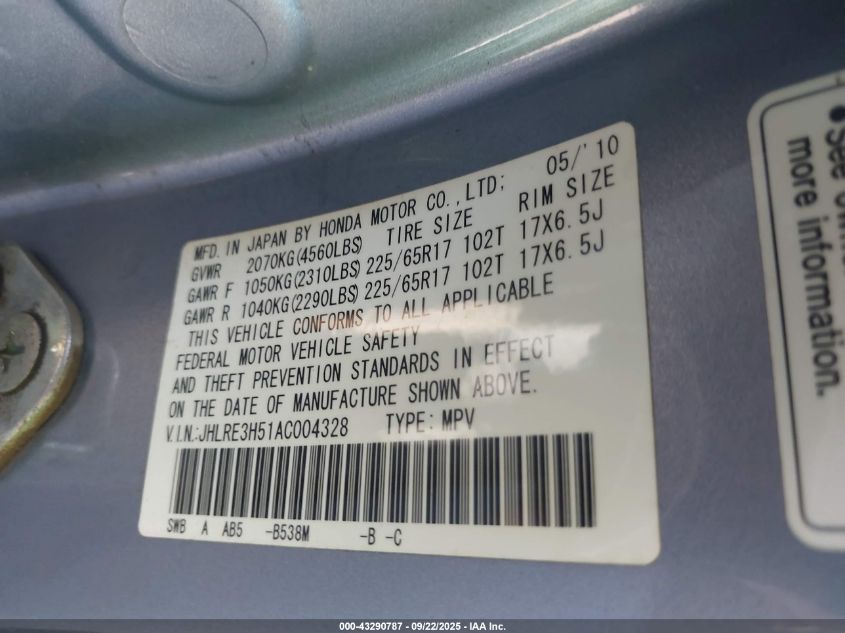 05/'10
MFD. IN JAPAN BY HONDA MOTOR CO.,LTD;
GVWR 2070KG(4560LBS) TIRE SIZE RIM SIZE
GAWR F 1050KG(2310LBS) 225/65R17 102T 17X6.5J
GAWR R 1040KG(2290LBS) 225/65R17 102T 17X6.5J
THIS VEHICLE CONFORMS TO ALL APPLICABLE
FEDERAL MOTOR VEHICLE SAFETY
AND THEFT PREVENTION STANDARDS IN EFFECT
ON THE DATE OF MANUFACTURE SHOWN ABOVE.
V.I.N.:JHLRE3H51AC004328 TYPE: MPV
SWB A AB5 -B538M -B -C
•See
more information.
000-43290787 - 09/22/2025 - IAA Inc.